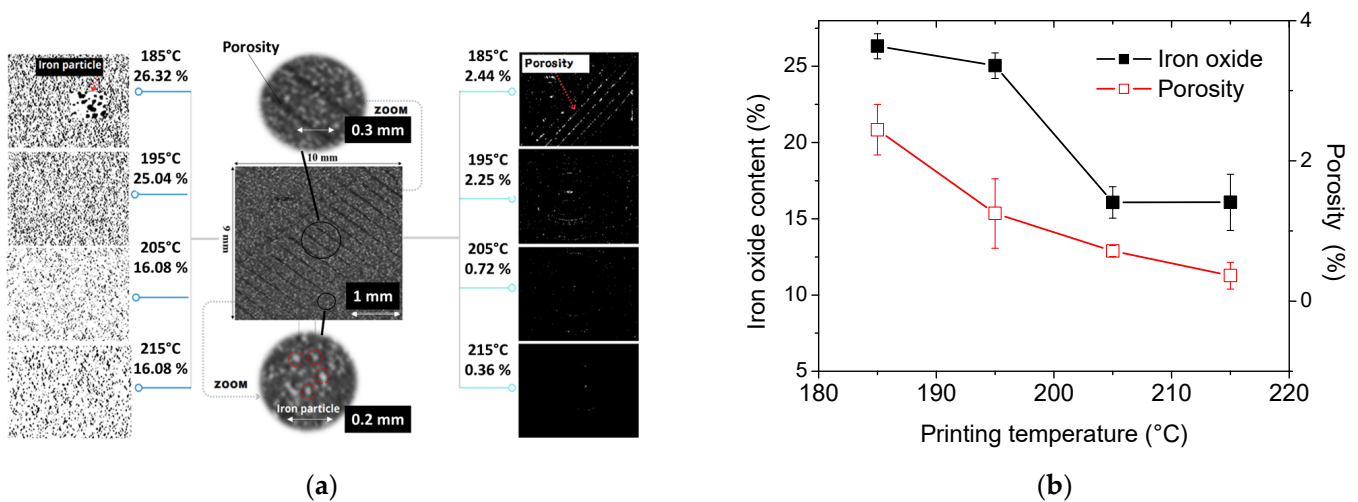 Iron particle
185°C
26.32 %
195°C
25.04 %
205°C
16.08 %
215°C
16.08 %
Porosity
ZOOM
0.3 mm
10 mm
9 mm
1 mm
ZOOM
Iron particle
0.2 mm
185°C
2.44 %
195°C
2.25 %
205°C
0.72 %
215°C
0.36 %
Porosity
(a)
Iron oxide content (%)
25
20
15
10
5
180
190
200
210
220
Printing temperature (°C)
4
2
0
Porosity (%)
Iron oxide
Porosity
(b)